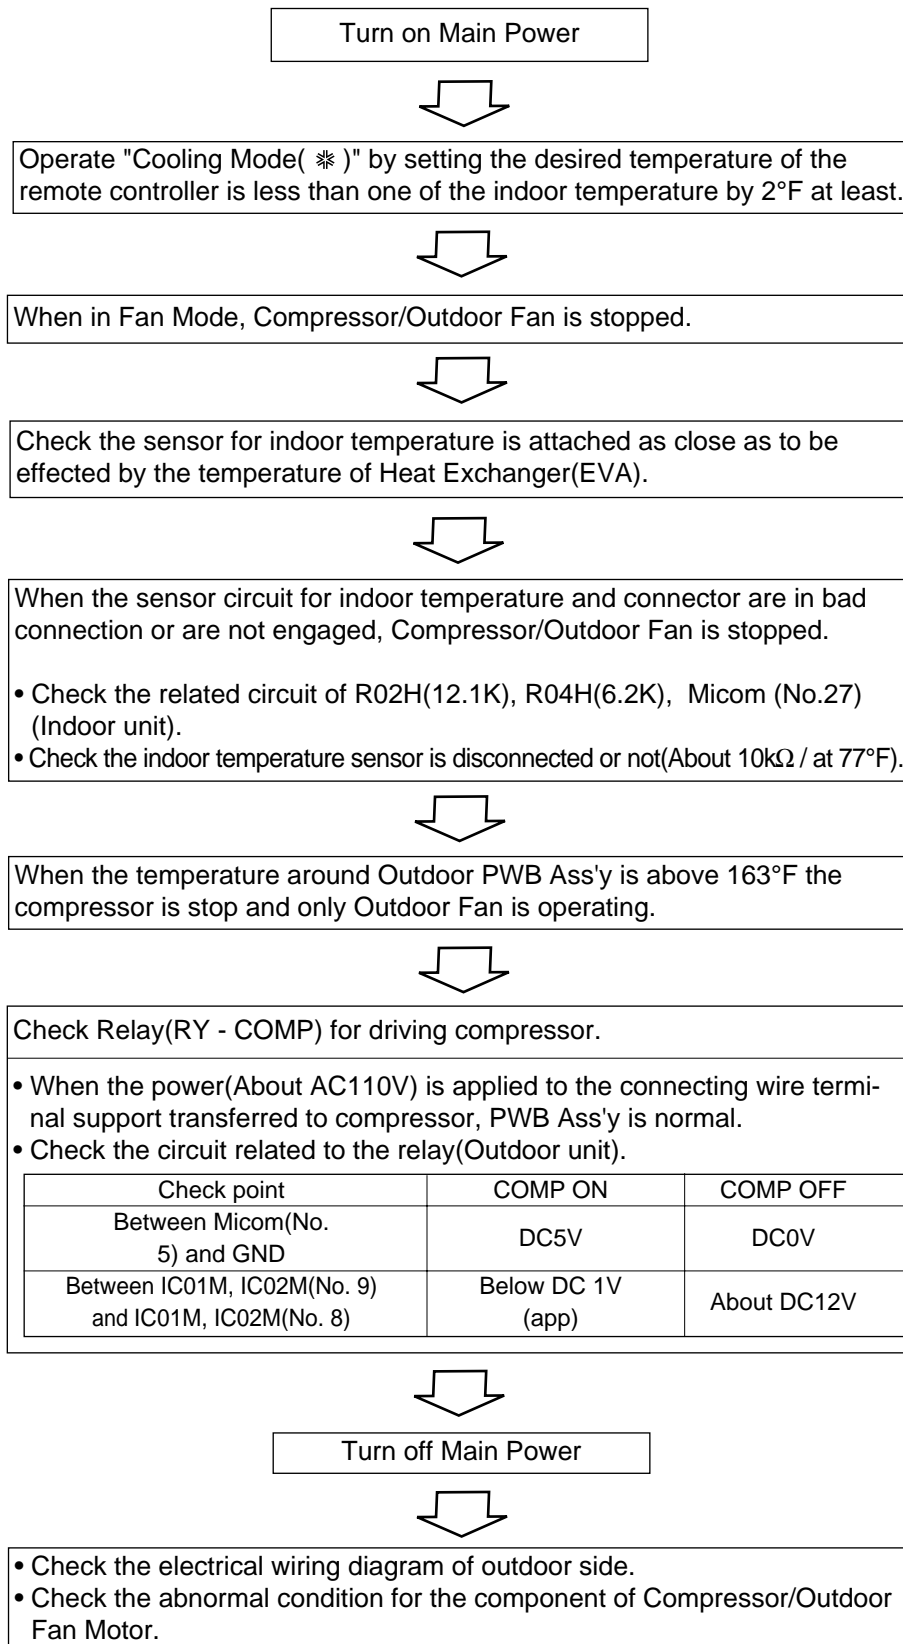 Turn on Main Power
Operate "Cooling Mode( ❋ )" by setting the desired temperature of the
remote controller is less than one of the indoor temperature by 2°F at least.
When in Fan Mode, Compressor/Outdoor Fan is stopped.
Check the sensor for indoor temperature is attached as close as to be
effected by the temperature of Heat Exchanger(EVA).
When the sensor circuit for indoor temperature and connector are in bad
connection or are not engaged, Compressor/Outdoor Fan is stopped.
• Check the related circuit of R02H(12.1K), R04H(6.2K), Micom (No.27)
(Indoor unit).
• Check the indoor temperature sensor is disconnected or not(About 10kΩ / at 77°F).
When the temperature around Outdoor PWB Ass'y is above 163°F the
compressor is stop and only Outdoor Fan is operating.
Check Relay(RY - COMP) for driving compressor.
• When the power(About AC110V) is applied to the connecting wire termi-
nal support transferred to compressor, PWB Ass'y is normal.
• Check the circuit related to the relay(Outdoor unit).
Check point COMP ON COMP OFF
Between Micom(No.
5) and GND DC5V DC0V
Between IC01M, IC02M(No. 9)
and IC01M, IC02M(No. 8) Below DC 1V
(app) About DC12V
Turn off Main Power
• Check the electrical wiring diagram of outdoor side.
• Check the abnormal condition for the component of Compressor/Outdoor
Fan Motor.